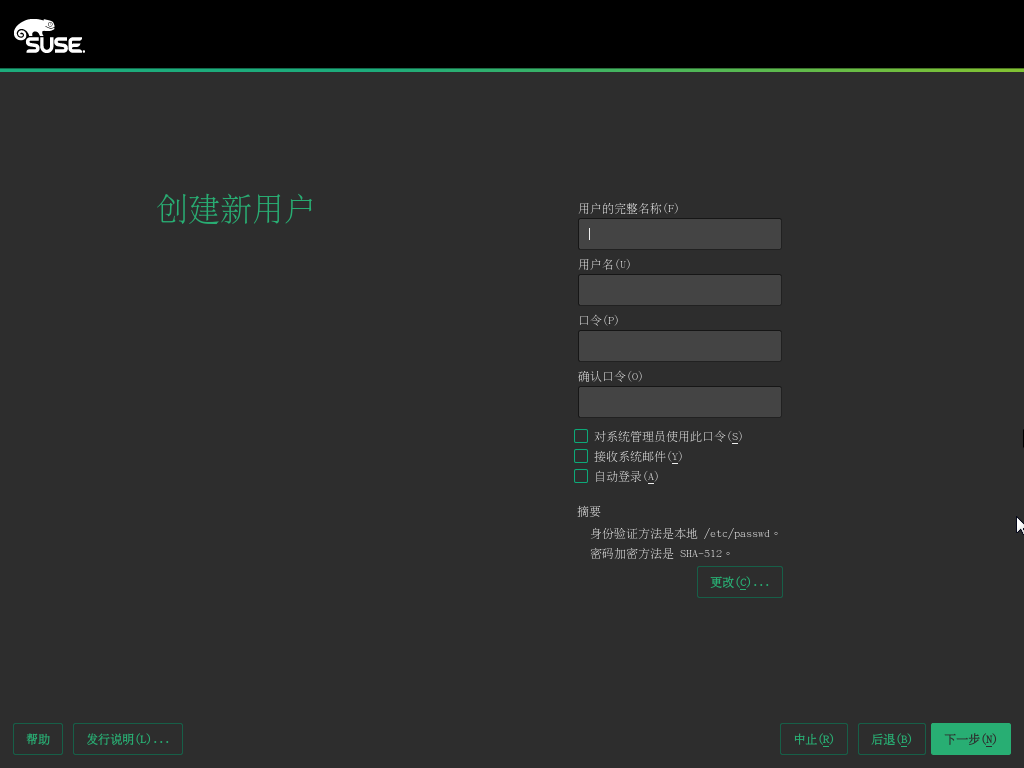 SUSE.
创建新用户
用户的完整名称(F)
用户名(U)
口令(P)
确认口令(O)
对系统管理员使用此口令(S)
接收系统邮件(Y)
自动登录(A)
摘要
身份验证方法是本地 /etc/passwd。
密码加密方法是 SHA-512。
更改(C)...
帮助
发行说明(L)...
中止(R)
后退(B)
下一步(N)